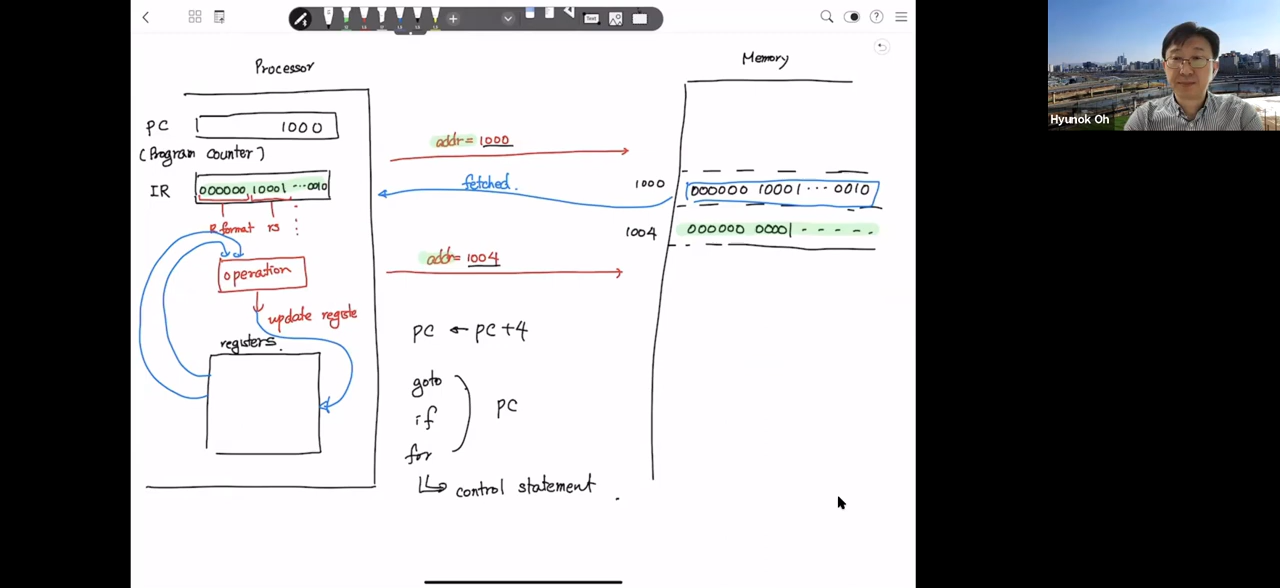 Processor
Memory
Text
Hyunok Oh
PC
1000
(Program counter)
addr= 1000
IR
000000 10001 ...0010
fetched.
1000
000000 10001 ... 0010
R format
rs
1004
000000 00001 - - - - -
operation
addr= 1004
update registe
registers.
PC ← PC+4
goto
if
for
PC
control statement